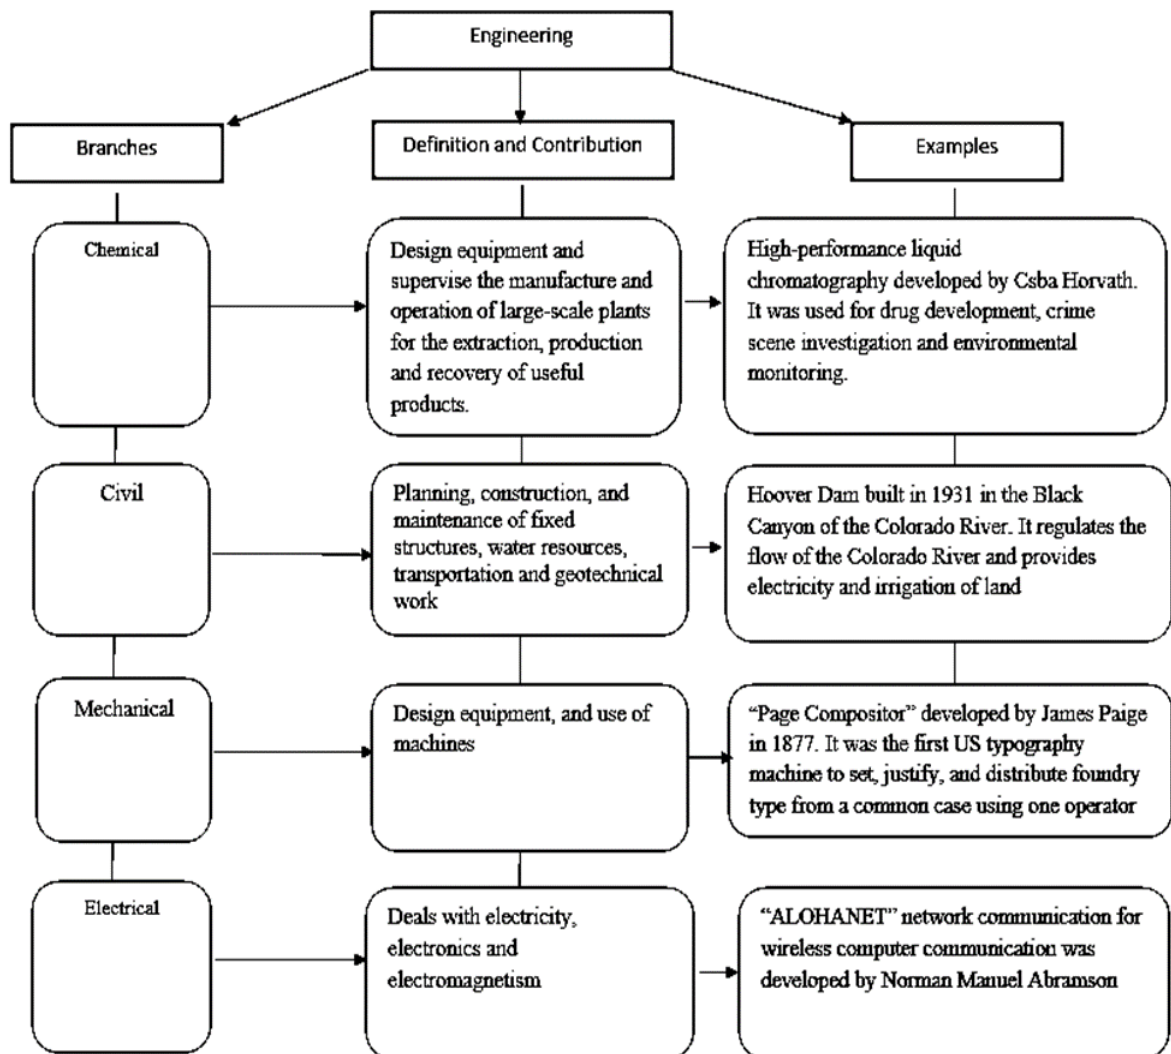 Engineering
Branches
Definition and Contribution
Examples
Chemical
Design equipment and
supervise the manufacture and
operation of large-scale plants
for the extraction, production
and recovery of useful
products.
High-performance liquid
chromatography developed by Csba Horvath.
It was used for drug development, crime
scene investigation and environmental
monitoring.
Civil
Planning, construction, and
maintenance of fixed
structures, water resources,
transportation and geotechnical
work
Hoover Dam built in 1931 in the Black
Canyon of the Colorado River. It regulates the
flow of the Colorado River and provides
electricity and irrigation of land
Mechanical
Design equipment, and use of
machines
“Page Compositor” developed by James Paige
in 1877. It was the first US typography
machine to set, justify, and distribute foundry
type from a common case using one operator
Electrical
Deals with electricity,
electronics and
electromagnetism
“ALOHANET” network communication for
wireless computer communication was
developed by Norman Manuel Abramson